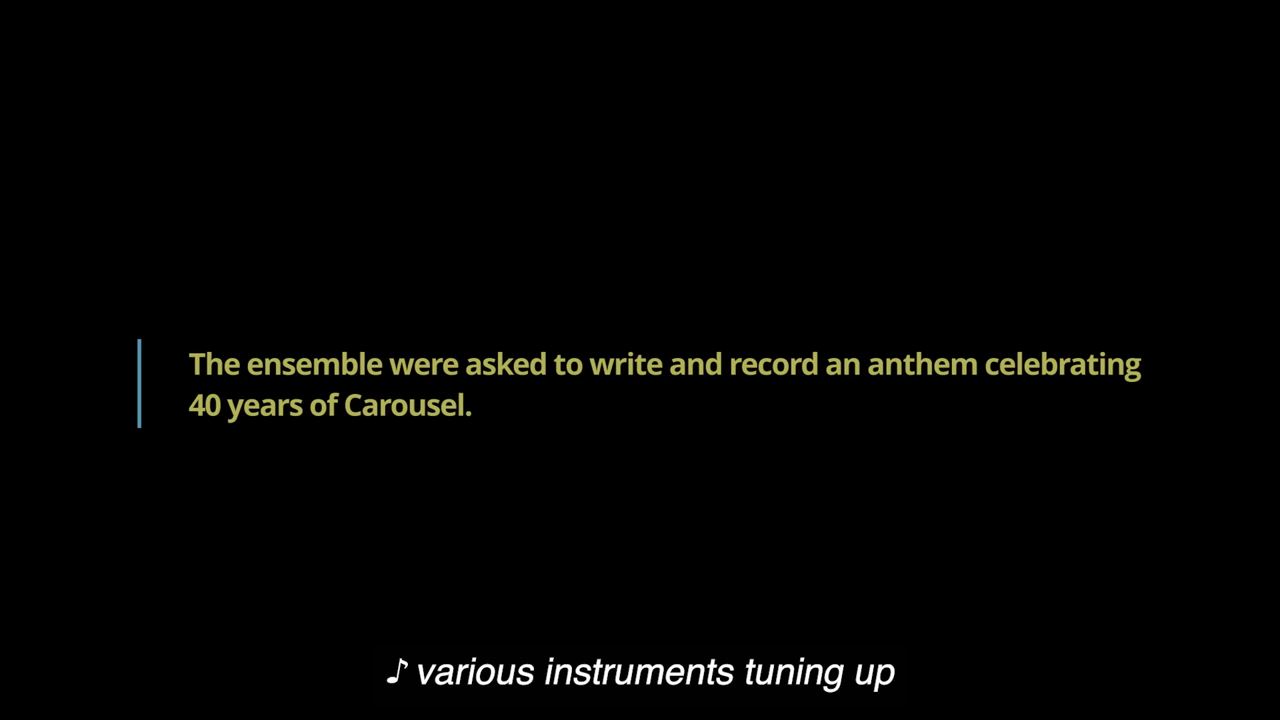 The ensemble were asked to write and record an anthem celebrating
40 years of Carousel.
♪ various instruments tuning up